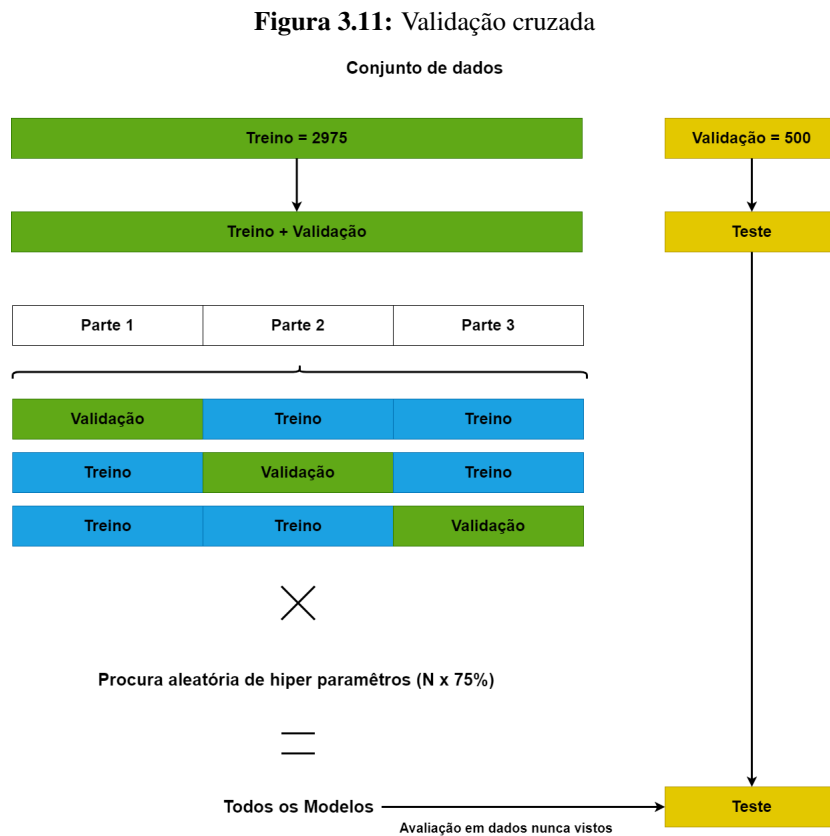 Figura 3.11: Validação cruzada
Conjunto de dados
Treino = 2975
Validação = 500
Treino + Validação
Teste
Parte 1
Parte 2
Parte 3
Validação
Treino
Treino
Treino
Validação
Treino
Treino
Treino
Validação
Procura aleatória de hiper paramêtros (N x 75%)
Todos os Modelos
Teste
Avaliação em dados nunca vistos